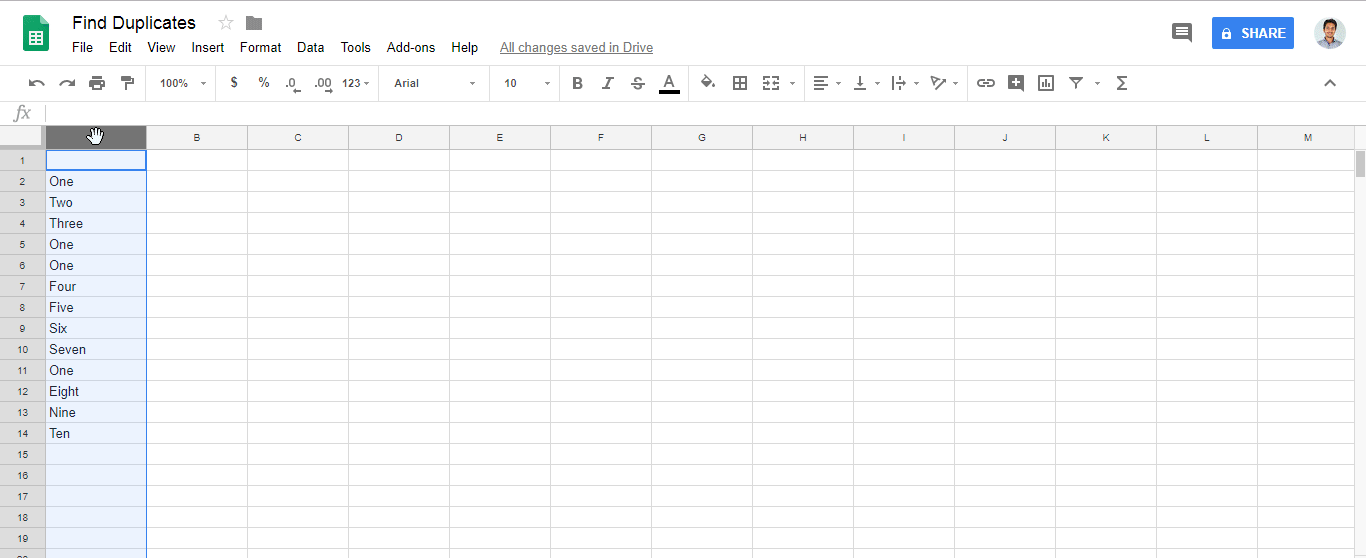 Find Duplicates
File Edit View Insert Format Data Tools Add-ons Help All changes saved in Drive
SHARE
100% $ % .0 .00 123 Arial 10 B I S A Σ
fx
B C D E F G H I J K L M
1
2 One
3 Two
4 Three
5 One
6 One
7 Four
8 Five
9 Six
10 Seven
11 One
12 Eight
13 Nine
14 Ten
15
16
17
18
19